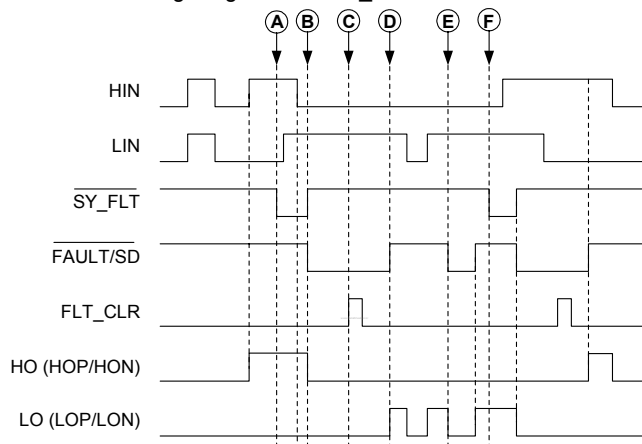 A B C D E F
HIN
LIN
SY_FLT
FAULT/SD
FLT_CLR
HO (HOP/HON)
LO (LOP/LON)